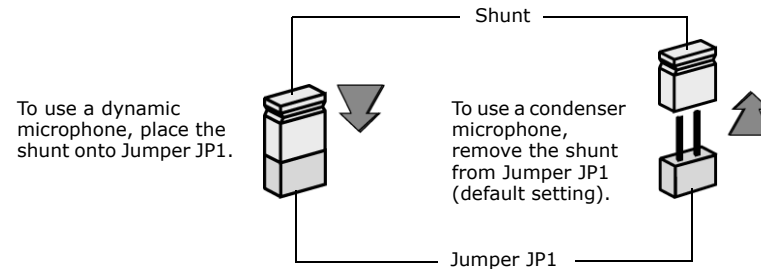 Shunt
To use a dynamic
microphone, place the
shunt onto Jumper JP1.
To use a condenser
microphone,
remove the shunt
from Jumper JP1
(default setting).
Jumper JP1